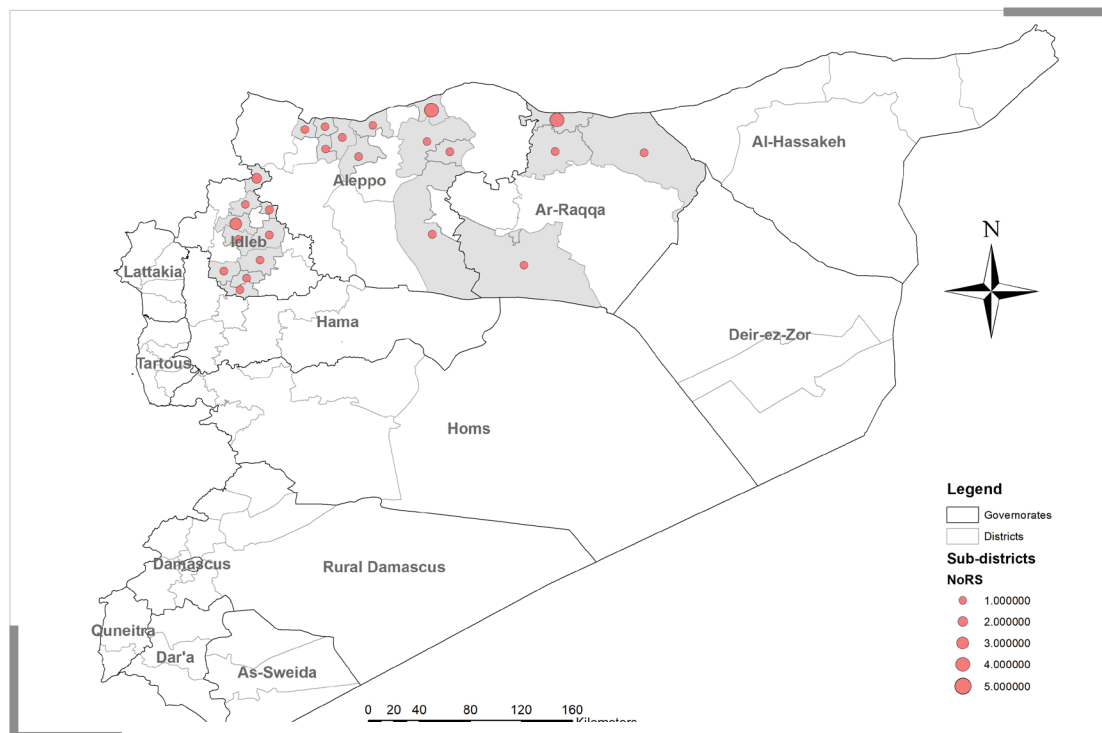 Al-Hassakeh
Aleppo
Ar-Raqqa
N
Idleb
Lattakia
Hama
Deir-ez-Zor
Tartous
Homs
Legend
Governorates
Districts
Sub-districts
NoRS
1.000000
2.000000
3.000000
4.000000
5.000000
Damascus
Rural Damascus
Quneitra
Dar'a
As-Sweida
0 20 40 80 120 160
Kilometers